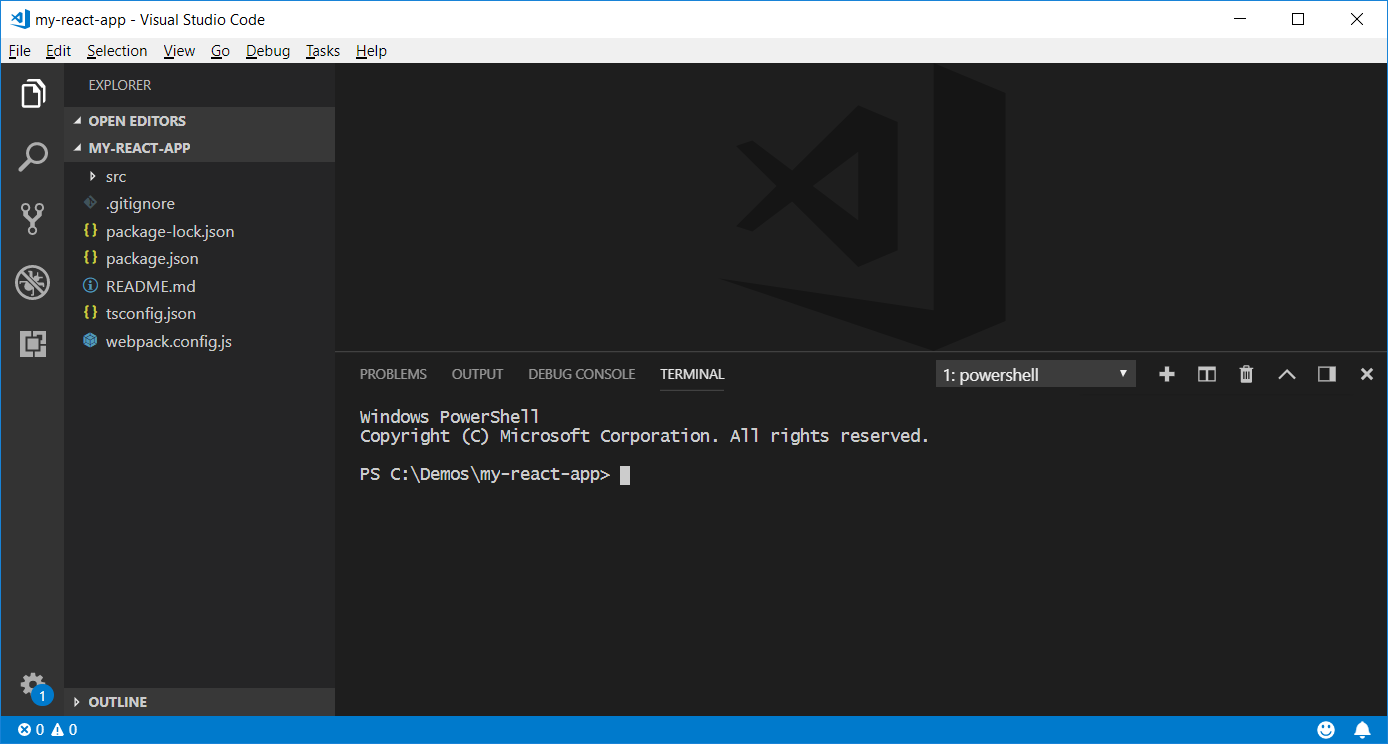 my-react-app - Visual Studio Code
File Edit Selection View Go Debug Tasks Help
EXPLORER
OPEN EDITORS
MY-REACT-APP
src
.gitignore
package-lock.json
package.json
README.md
tsconfig.json
webpack.config.js
OUTLINE
PROBLEMS OUTPUT DEBUG CONSOLE TERMINAL 1: powershell
Windows PowerShell
Copyright (C) Microsoft Corporation. All rights reserved.
PS C:\Demos\my-react-app>
1
0 0